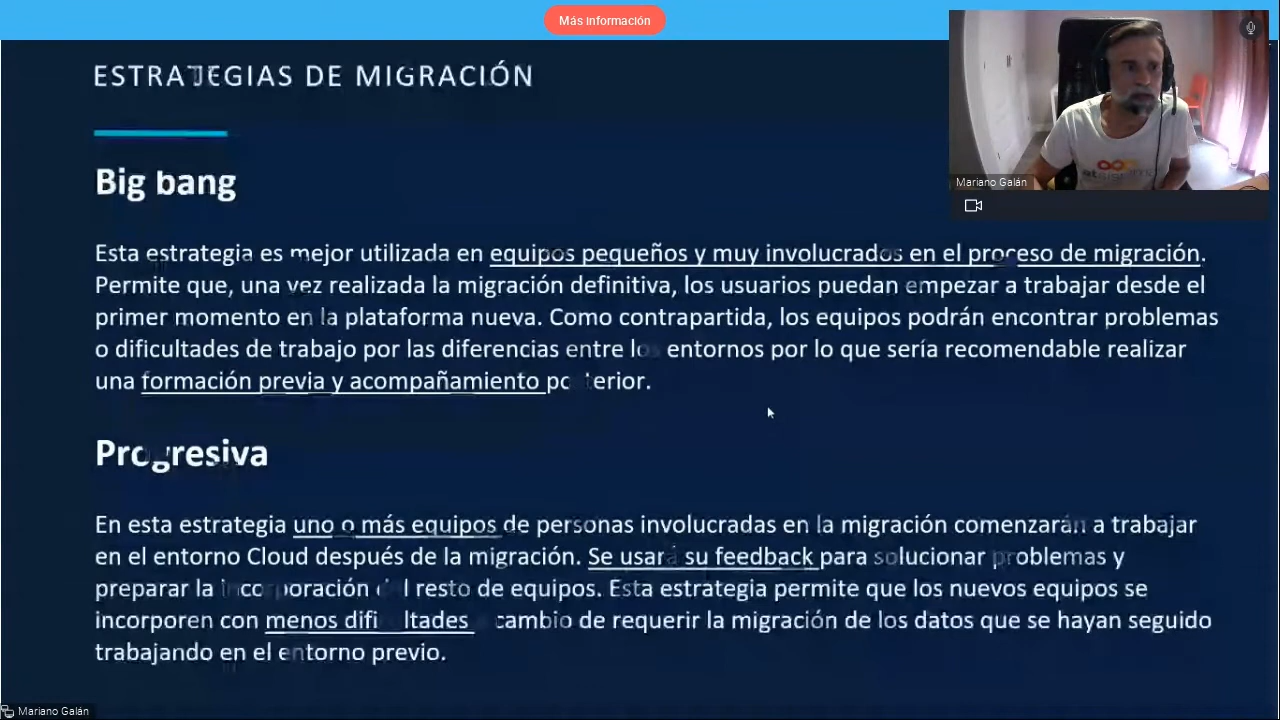 Más información
ESTRATEGIAS DE MIGRACIÓN
Mariano Galán
Big bang
Esta estrategia es mejor utilizada en equipos pequeños y muy involucrados en el proceso de migración.
Permite que, una vez realizada la migración definitiva, los usuarios puedan empezar a trabajar desde el
primer momento en la plataforma nueva. Como contrapartida, los equipos podrán encontrar problemas
o dificultades de trabajo por las diferencias entre los entornos por lo que sería recomendable realizar
una formación previa y acompañamiento posterior.
Progresiva
En esta estrategia uno o más equipos de personas involucradas en la migración comenzarán a trabajar
en el entorno Cloud después de la migración. Se usará su feedback para solucionar problemas y
preparar la incorporación del resto de equipos. Esta estrategia permite que los nuevos equipos se
incorporen con menos dificultades cambio de requerir la migración de los datos que se hayan seguido
trabajando en el entorno previo.
Mariano Galán